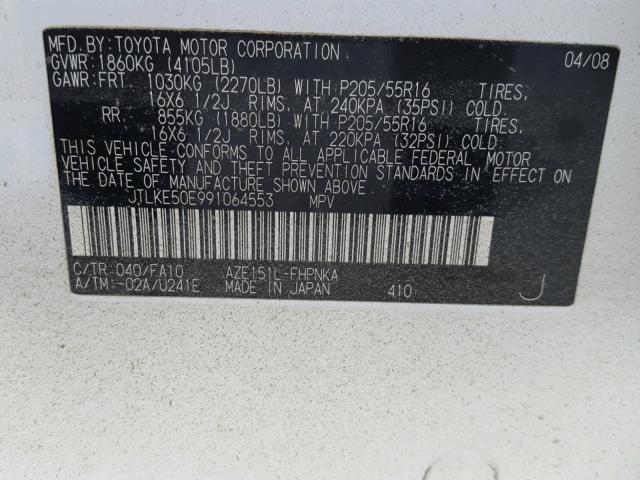 MFD. BY: TOYOTA MOTOR CORPORATION 04/08
GVWR: 1860KG (4105LB)
GAWR: FRT 1030KG (2270LB) WITH P205/55R16 TIRES,
16X6 1/2J RIMS, AT 240KPA (35PSI) COLD.
RR 855KG (1880LB) WITH P205/55R16 TIRES,
16X6 1/2J RIMS, AT 220KPA (32PSI) COLD.
THIS VEHICLE CONFORMS TO ALL APPLICABLE FEDERAL MOTOR
VEHICLE SAFETY AND THEFT PREVENTION STANDARDS IN EFFECT ON
THE DATE OF MANUFACTURE SHOWN ABOVE.
JTLKE50E991064553 MPV
C/TR: 040/FA10 AZE151L-FHPNKA
A/TM: -02A/U241E MADE IN JAPAN 410 J